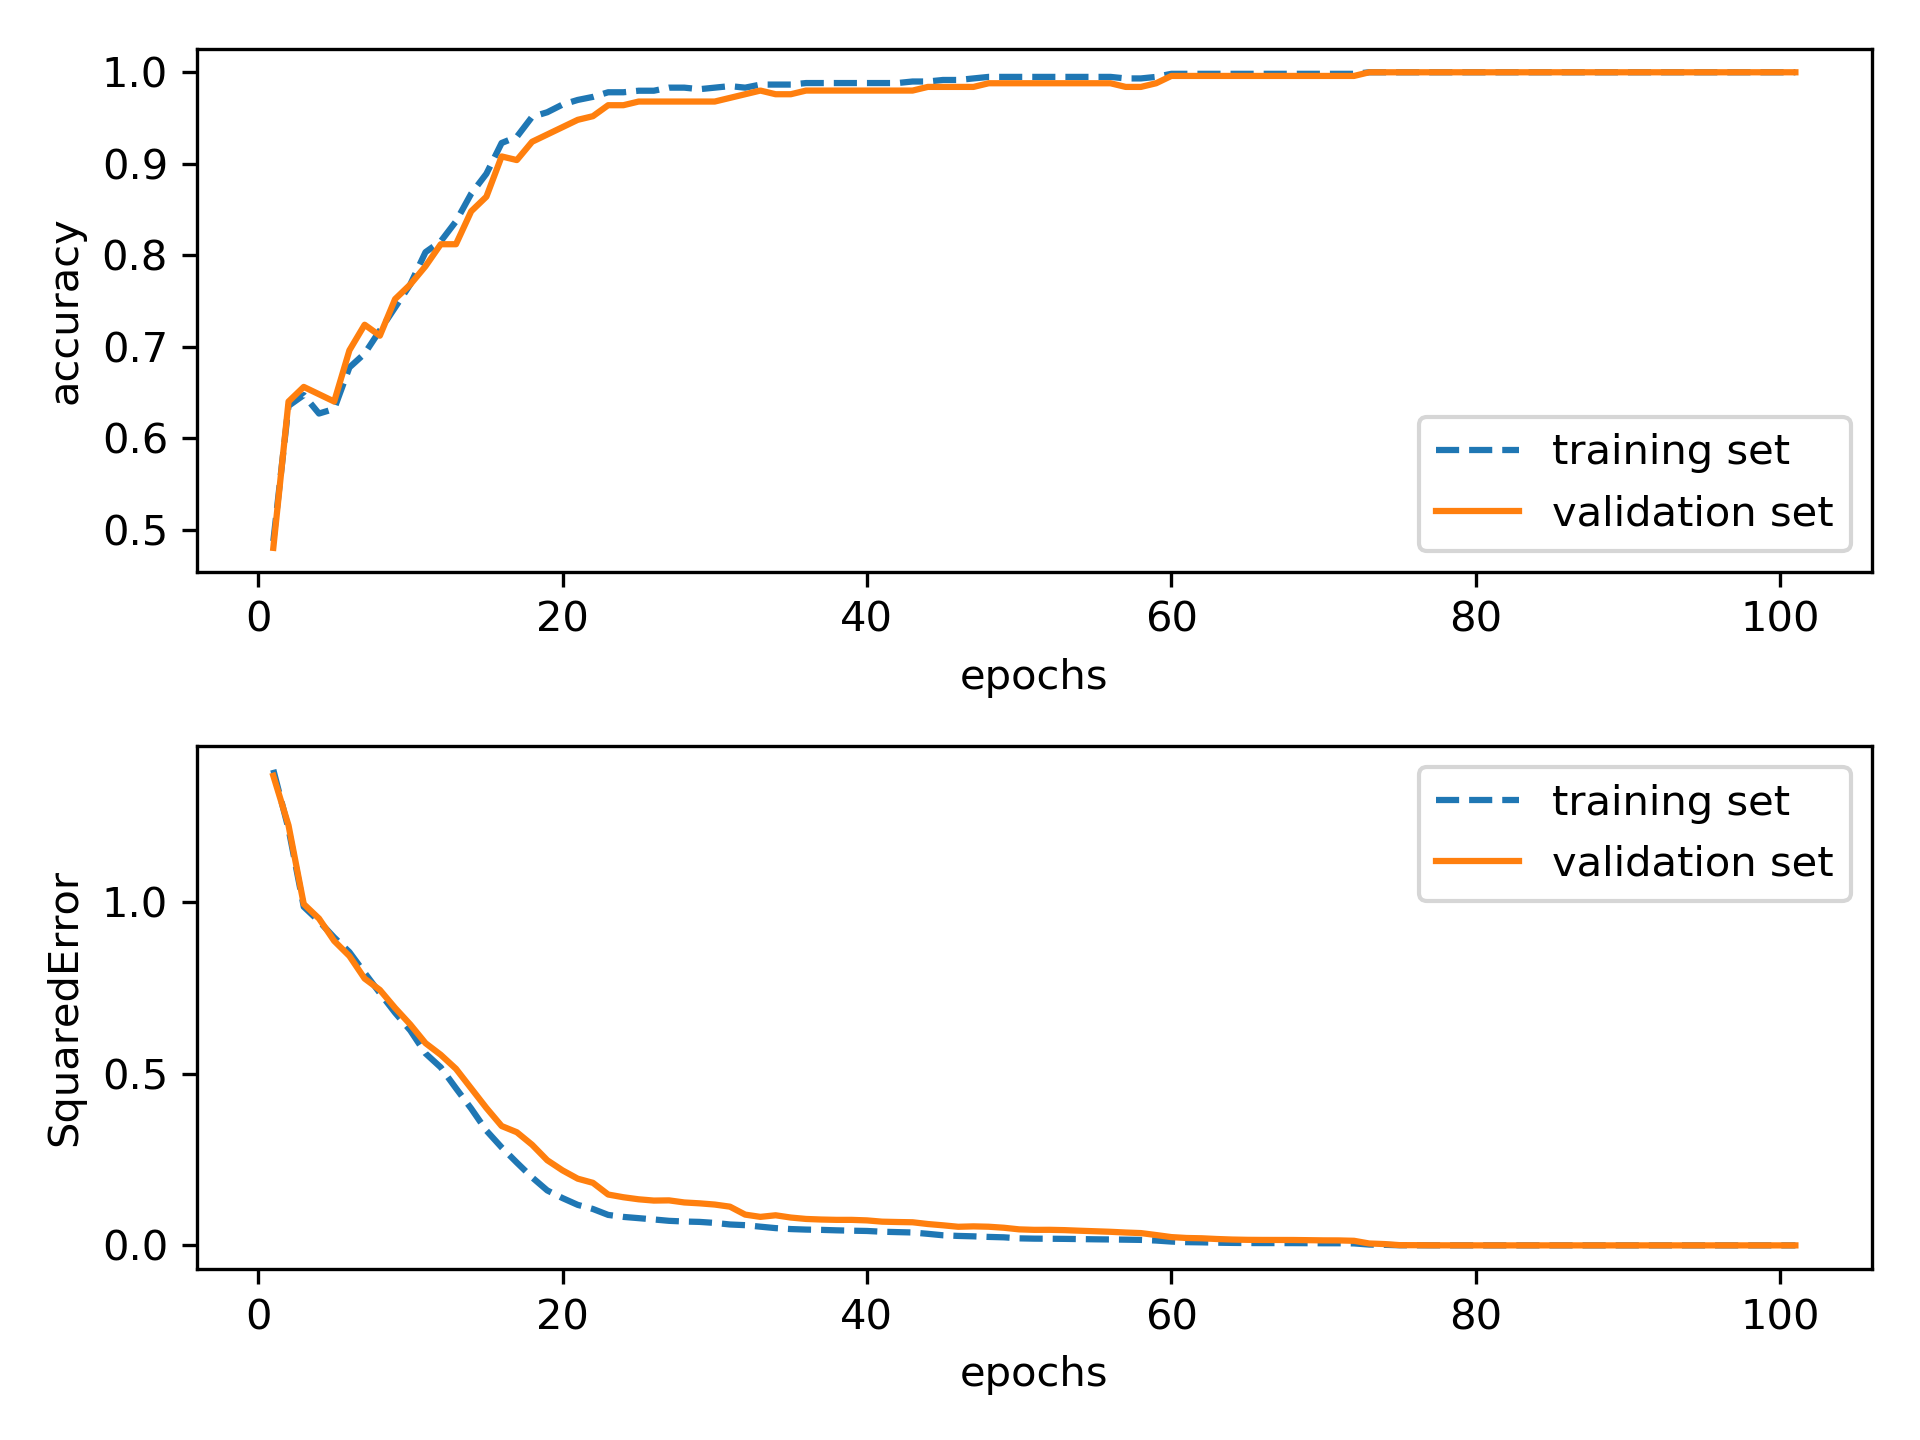 1.0
0.9
0.8
0.7
0.6
0.5
accuracy
training set
validation set
0 20 40 60 80 100
epochs
training set
validation set
1.0
0.5
0.0
SquaredError
0 20 40 60 80 100
epochs